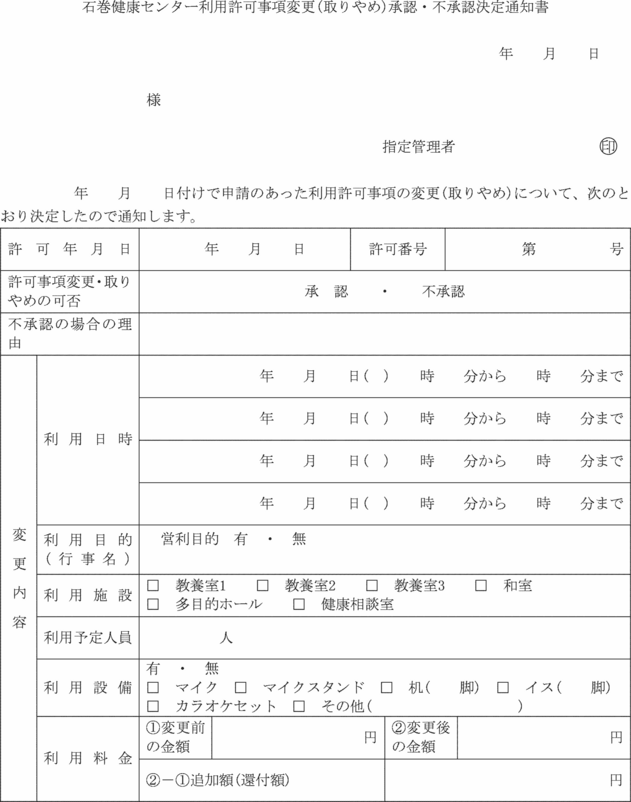 石巻健康センター利用許可事項変更(取りやめ)承認・不承認決定通知書
年　　月　　日
様
指定管理者　　　　　　　　　　印
年　　月　　日付けで申請のあった利用許可事項の変更(取りやめ)について、次のと
おり決定したので通知します。
許可年月日　　年　　月　　日　　許可番号　　第　　　　　号
許可事項変更・取り
やめの可否
承　認　　・　　不承認
不承認の場合の理
由
変更内容
利用日時
年　　月　　日(　)　　時　　分から　　時　　分まで
年　　月　　日(　)　　時　　分から　　時　　分まで
年　　月　　日(　)　　時　　分から　　時　　分まで
年　　月　　日(　)　　時　　分から　　時　　分まで
利用目的
(行事名)
営利目的　有　・　無
利用施設
□　教養室1　　□　教養室2　　□　教養室3　　□　和室
□　多目的ホール　　□　健康相談室
利用予定人員　　　　　人
利用設備
有　・　無
□　マイク　□　マイクスタンド　□　机(　　脚)　□　イス(　　脚)
□　カラオケセット　□　その他(　　　　　　　　　　)
利用料金
①変更前
の金額
円
②変更後
の金額
円
②－①追加額(還付額)　　　　　　円